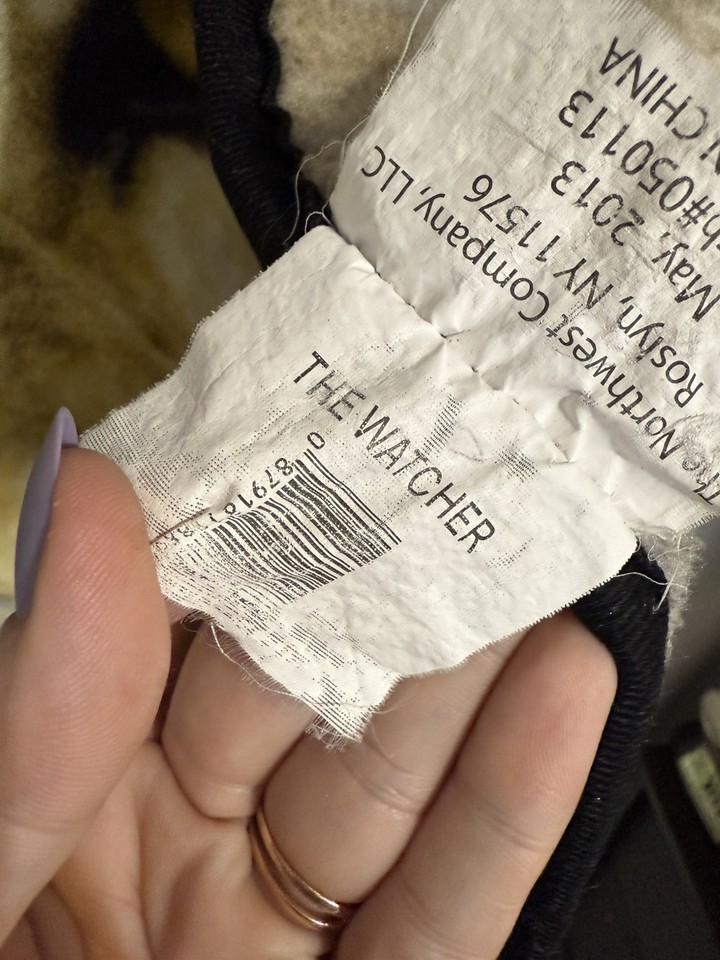 THE WATCHER
0
The Northwest Company, LLC
Roslyn, NY 11576
May, 2013
#050113
CHINA